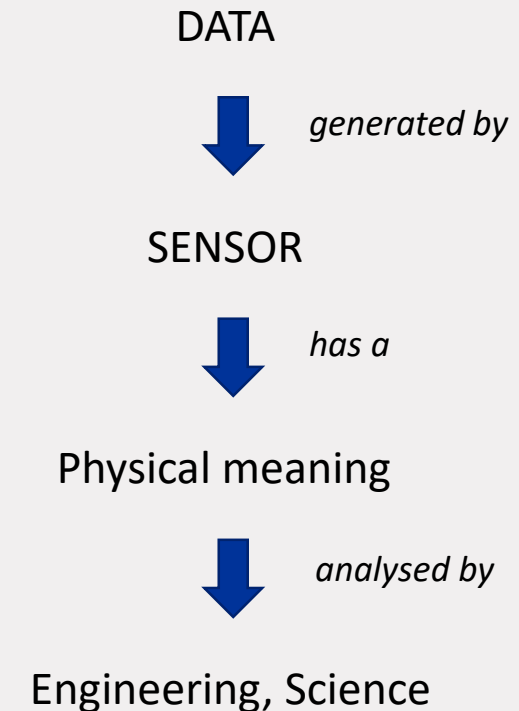 DATA
generated by
SENSOR
has a
Physical meaning
analysed by
Engineering, Science